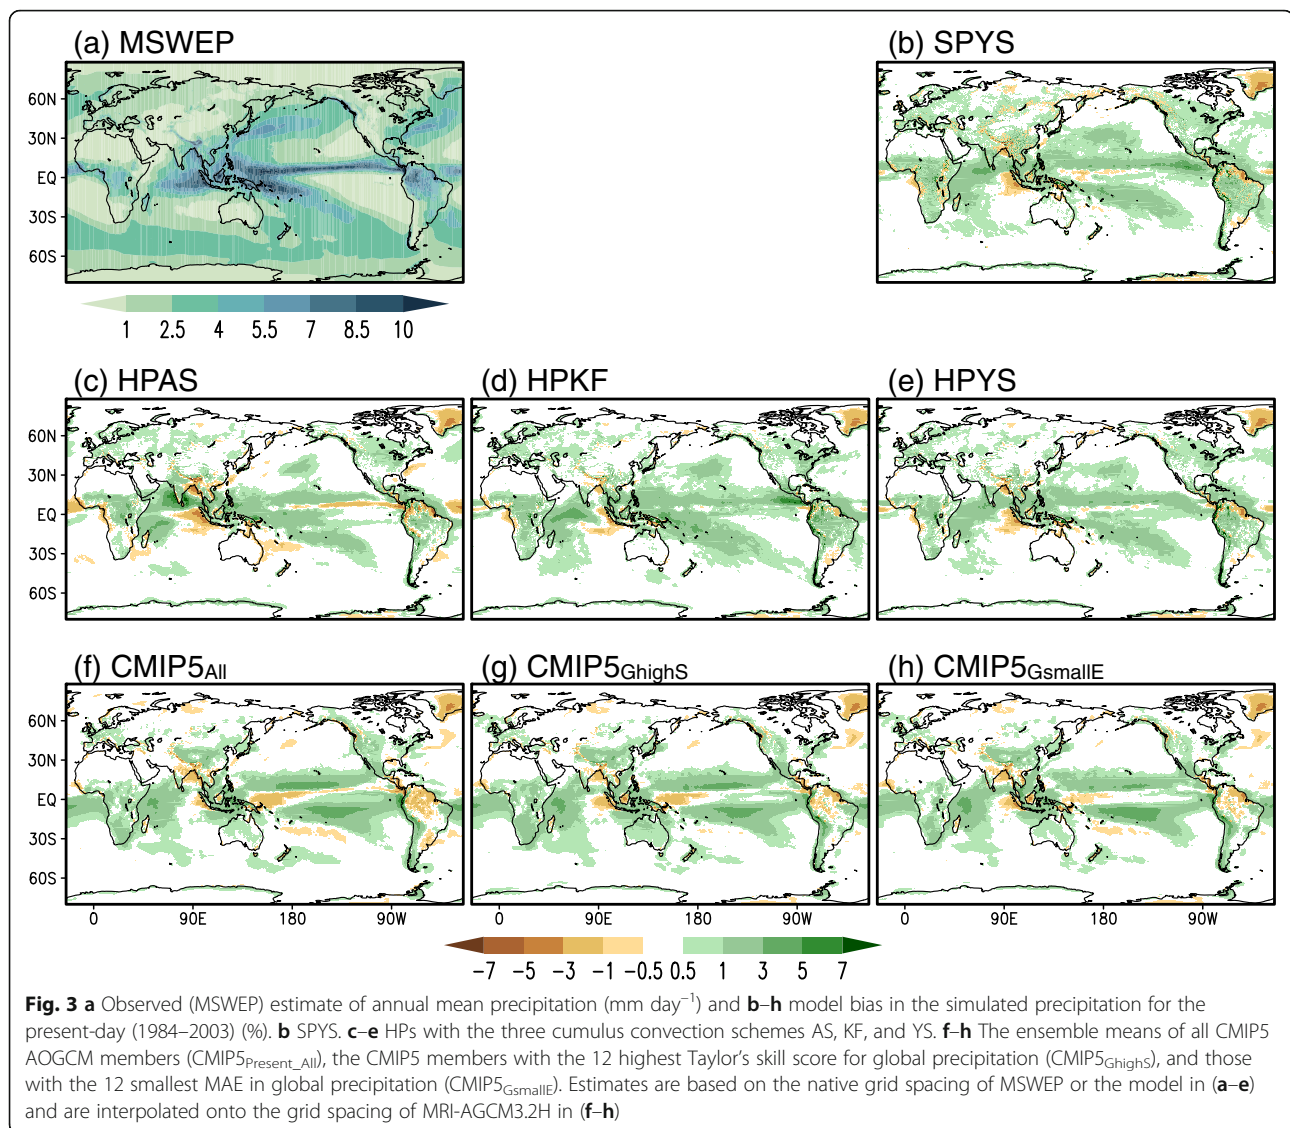 (a) MSWEP
(b) SPYS
60N
30N
EQ
30S
60S
1 2.5 4 5.5 7 8.5 10
(c) HPAS
(d) HPKF
(e) HPYS
60N
30N
EQ
30S
60S
(f) CMIP5All
(g) CMIP5GhighS
(h) CMIP5GsmallE
60N
30N
EQ
30S
60S
0 90E 180 90W
0 90E 180 90W
0 90E 180 90W
−7 −5 −3 −1 −0.5 0.5 1 3 5 7
Fig. 3 a Observed (MSWEP) estimate of annual mean precipitation (mm day−1) and b–h model bias in the simulated precipitation for the
present-day (1984–2003) (%). b SPYS. c–e HPs with the three cumulus convection schemes AS, KF, and YS. f–h The ensemble means of all CMIP5
AOGCM members (CMIP5Present_All), the CMIP5 members with the 12 highest Taylor's skill score for global precipitation (CMIP5GhighS), and those
with the 12 smallest MAE in global precipitation (CMIP5GsmallE). Estimates are based on the native grid spacing of MSWEP or the model in (a–e)
and are interpolated onto the grid spacing of MRI-AGCM3.2H in (f–h)